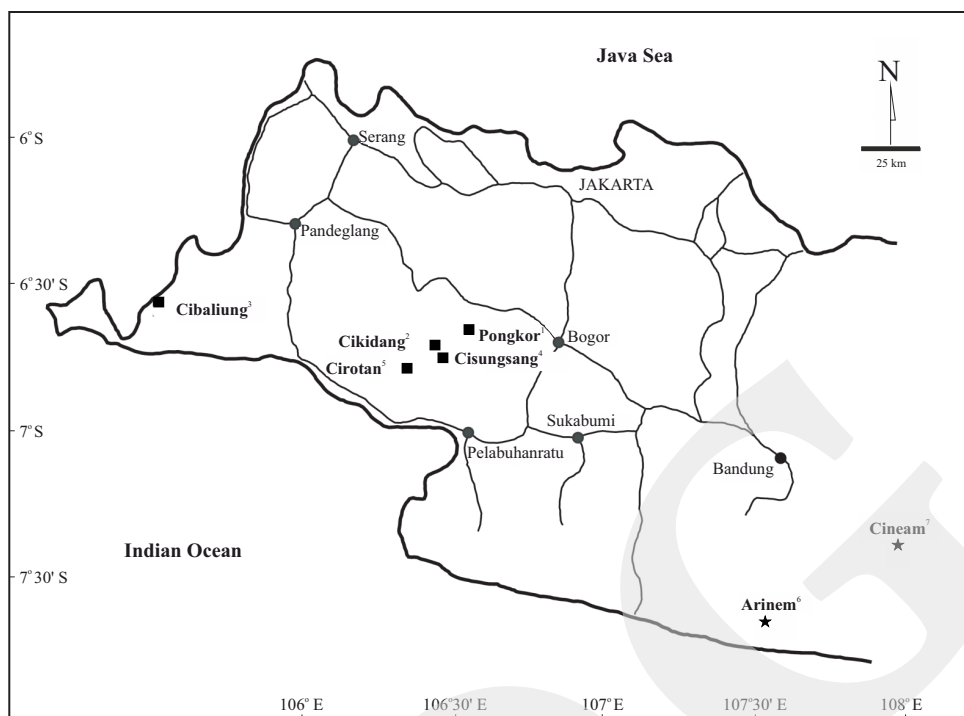 Java Sea
N
25 km
6°S
Serang
JAKARTA
Pandeglang
6°30' S
Cibaliung³
Pongkor¹
Bogor
Cikidang²
Cisungsang⁴
Cirotan⁵
7°S
Sukabumi
Pelabuhanratu
Bandung
Cineam⁷
Indian Ocean
7°30' S
Arinem⁶
106° E
106°30' E
107° E
107°30' E
108° E
G